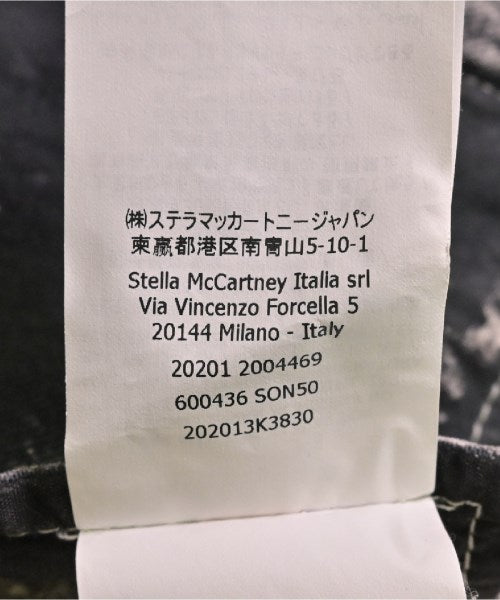 ㈱ステラマッカートニージャパン
東嬴都港区南胄山5-10-1
Stella McCartney Italia srl
Via Vincenzo Forcella 5
20144 Milano - Italy
20201 2004469
600436 SON50
202013K3830